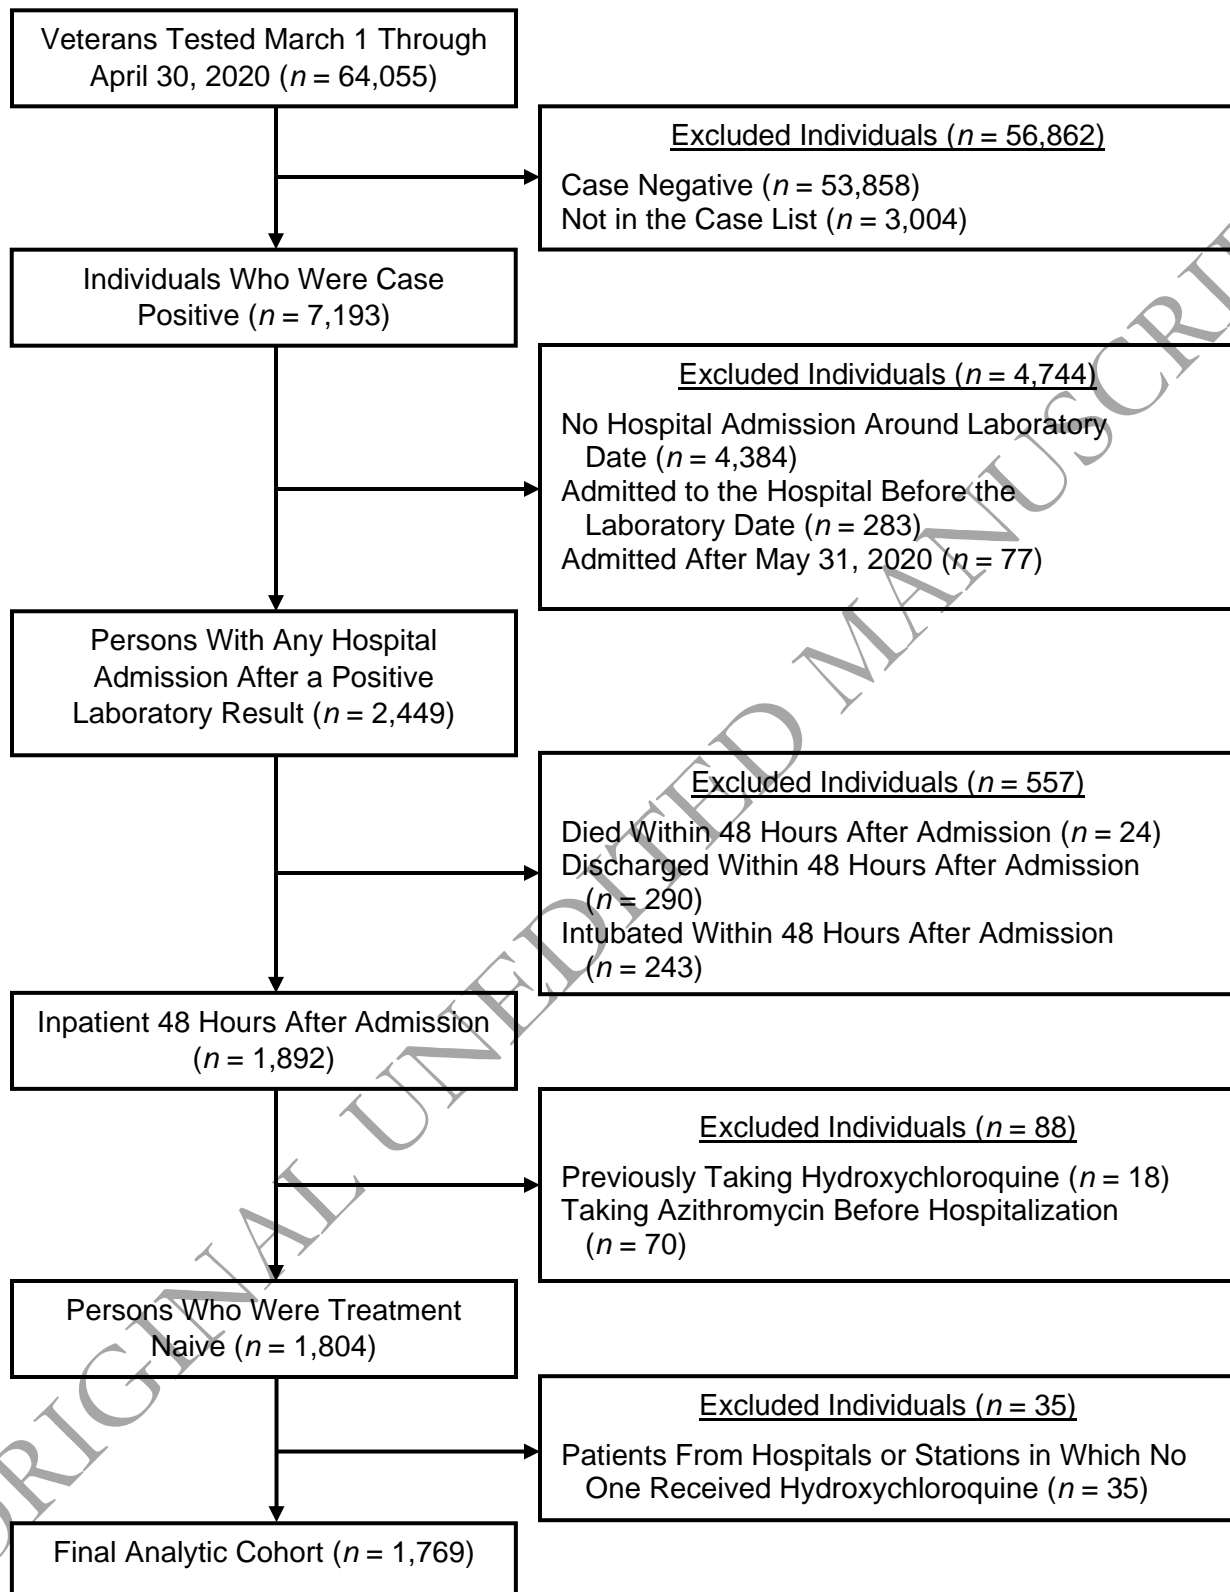 Veterans Tested March 1 Through
April 30, 2020 (n = 64,055)
Excluded Individuals (n = 56,862)
Case Negative (n = 53,858)
Not in the Case List (n = 3,004)
Individuals Who Were Case
Positive (n = 7,193)
Excluded Individuals (n = 4,744)
No Hospital Admission Around Laboratory
Date (n = 4,384)
Admitted to the Hospital Before the
Laboratory Date (n = 283)
Admitted After May 31, 2020 (n = 77)
Persons With Any Hospital
Admission After a Positive
Laboratory Result (n = 2,449)
Excluded Individuals (n = 557)
Died Within 48 Hours After Admission (n = 24)
Discharged Within 48 Hours After Admission
(n = 290)
Intubated Within 48 Hours After Admission
(n = 243)
Inpatient 48 Hours After Admission
(n = 1,892)
Excluded Individuals (n = 88)
Previously Taking Hydroxychloroquine (n = 18)
Taking Azithromycin Before Hospitalization
(n = 70)
Persons Who Were Treatment
Naive (n = 1,804)
Excluded Individuals (n = 35)
Patients From Hospitals or Stations in Which No
One Received Hydroxychloroquine (n = 35)
Final Analytic Cohort (n = 1,769)
ORIGINAL UNEDITED MANUSCRI